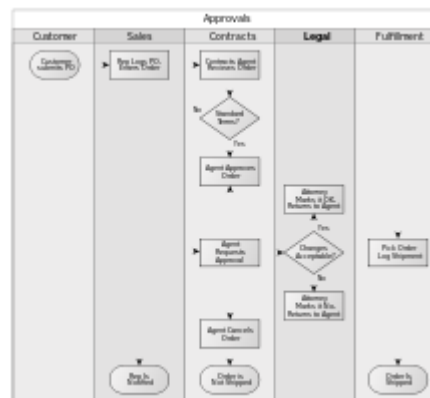 Approvals
Customer
Sales
Contracts
Legal
Fulfillment
Customer
submits PO
Rep Logs PO,
Enters Order
Contracts Agent
Reviews Order
No
Standard
Terms?
Yes
Agent Approves
Order
Attorney
Marks it OK,
Returns to Agent
Yes
Agent
Requests
Approval
Changes
Acceptable?
Pick Order
Log Shipment
No
Attorney
Marks it No,
Returns to Agent
Agent Cancels
Order
Rep Is
Notified
Order is
Not Shipped
Order Is
Shipped